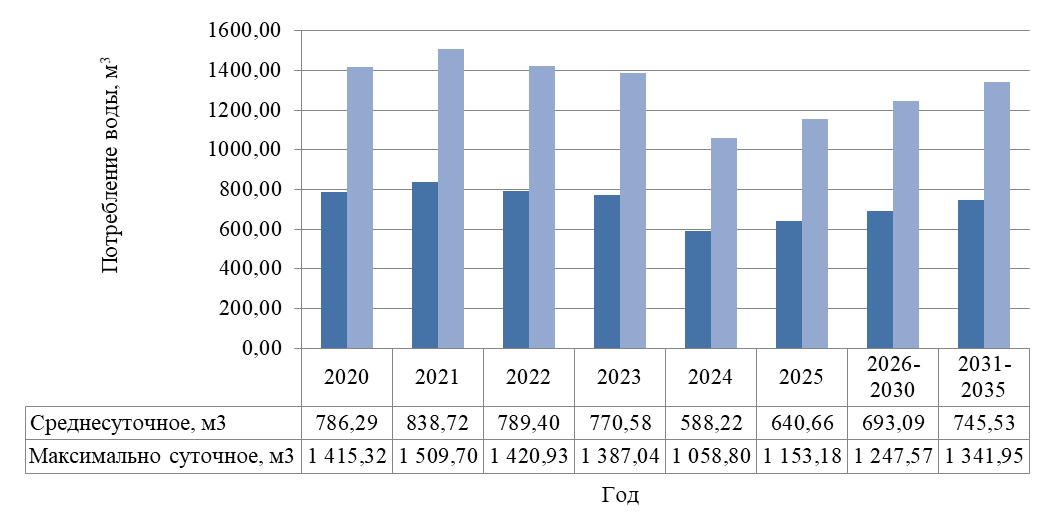 Потребление воды, м³
1600,00
1400,00
1200,00
1000,00
800,00
600,00
400,00
200,00
0,00
2020 2021 2022 2023 2024 2025 2026-2030 2031-2035
Среднесуточное, м3 786,29 838,72 789,40 770,58 588,22 640,66 693,09 745,53
Максимально суточное, м3 1 415,32 1 509,70 1 420,93 1 387,04 1 058,80 1 153,18 1 247,57 1 341,95
Год